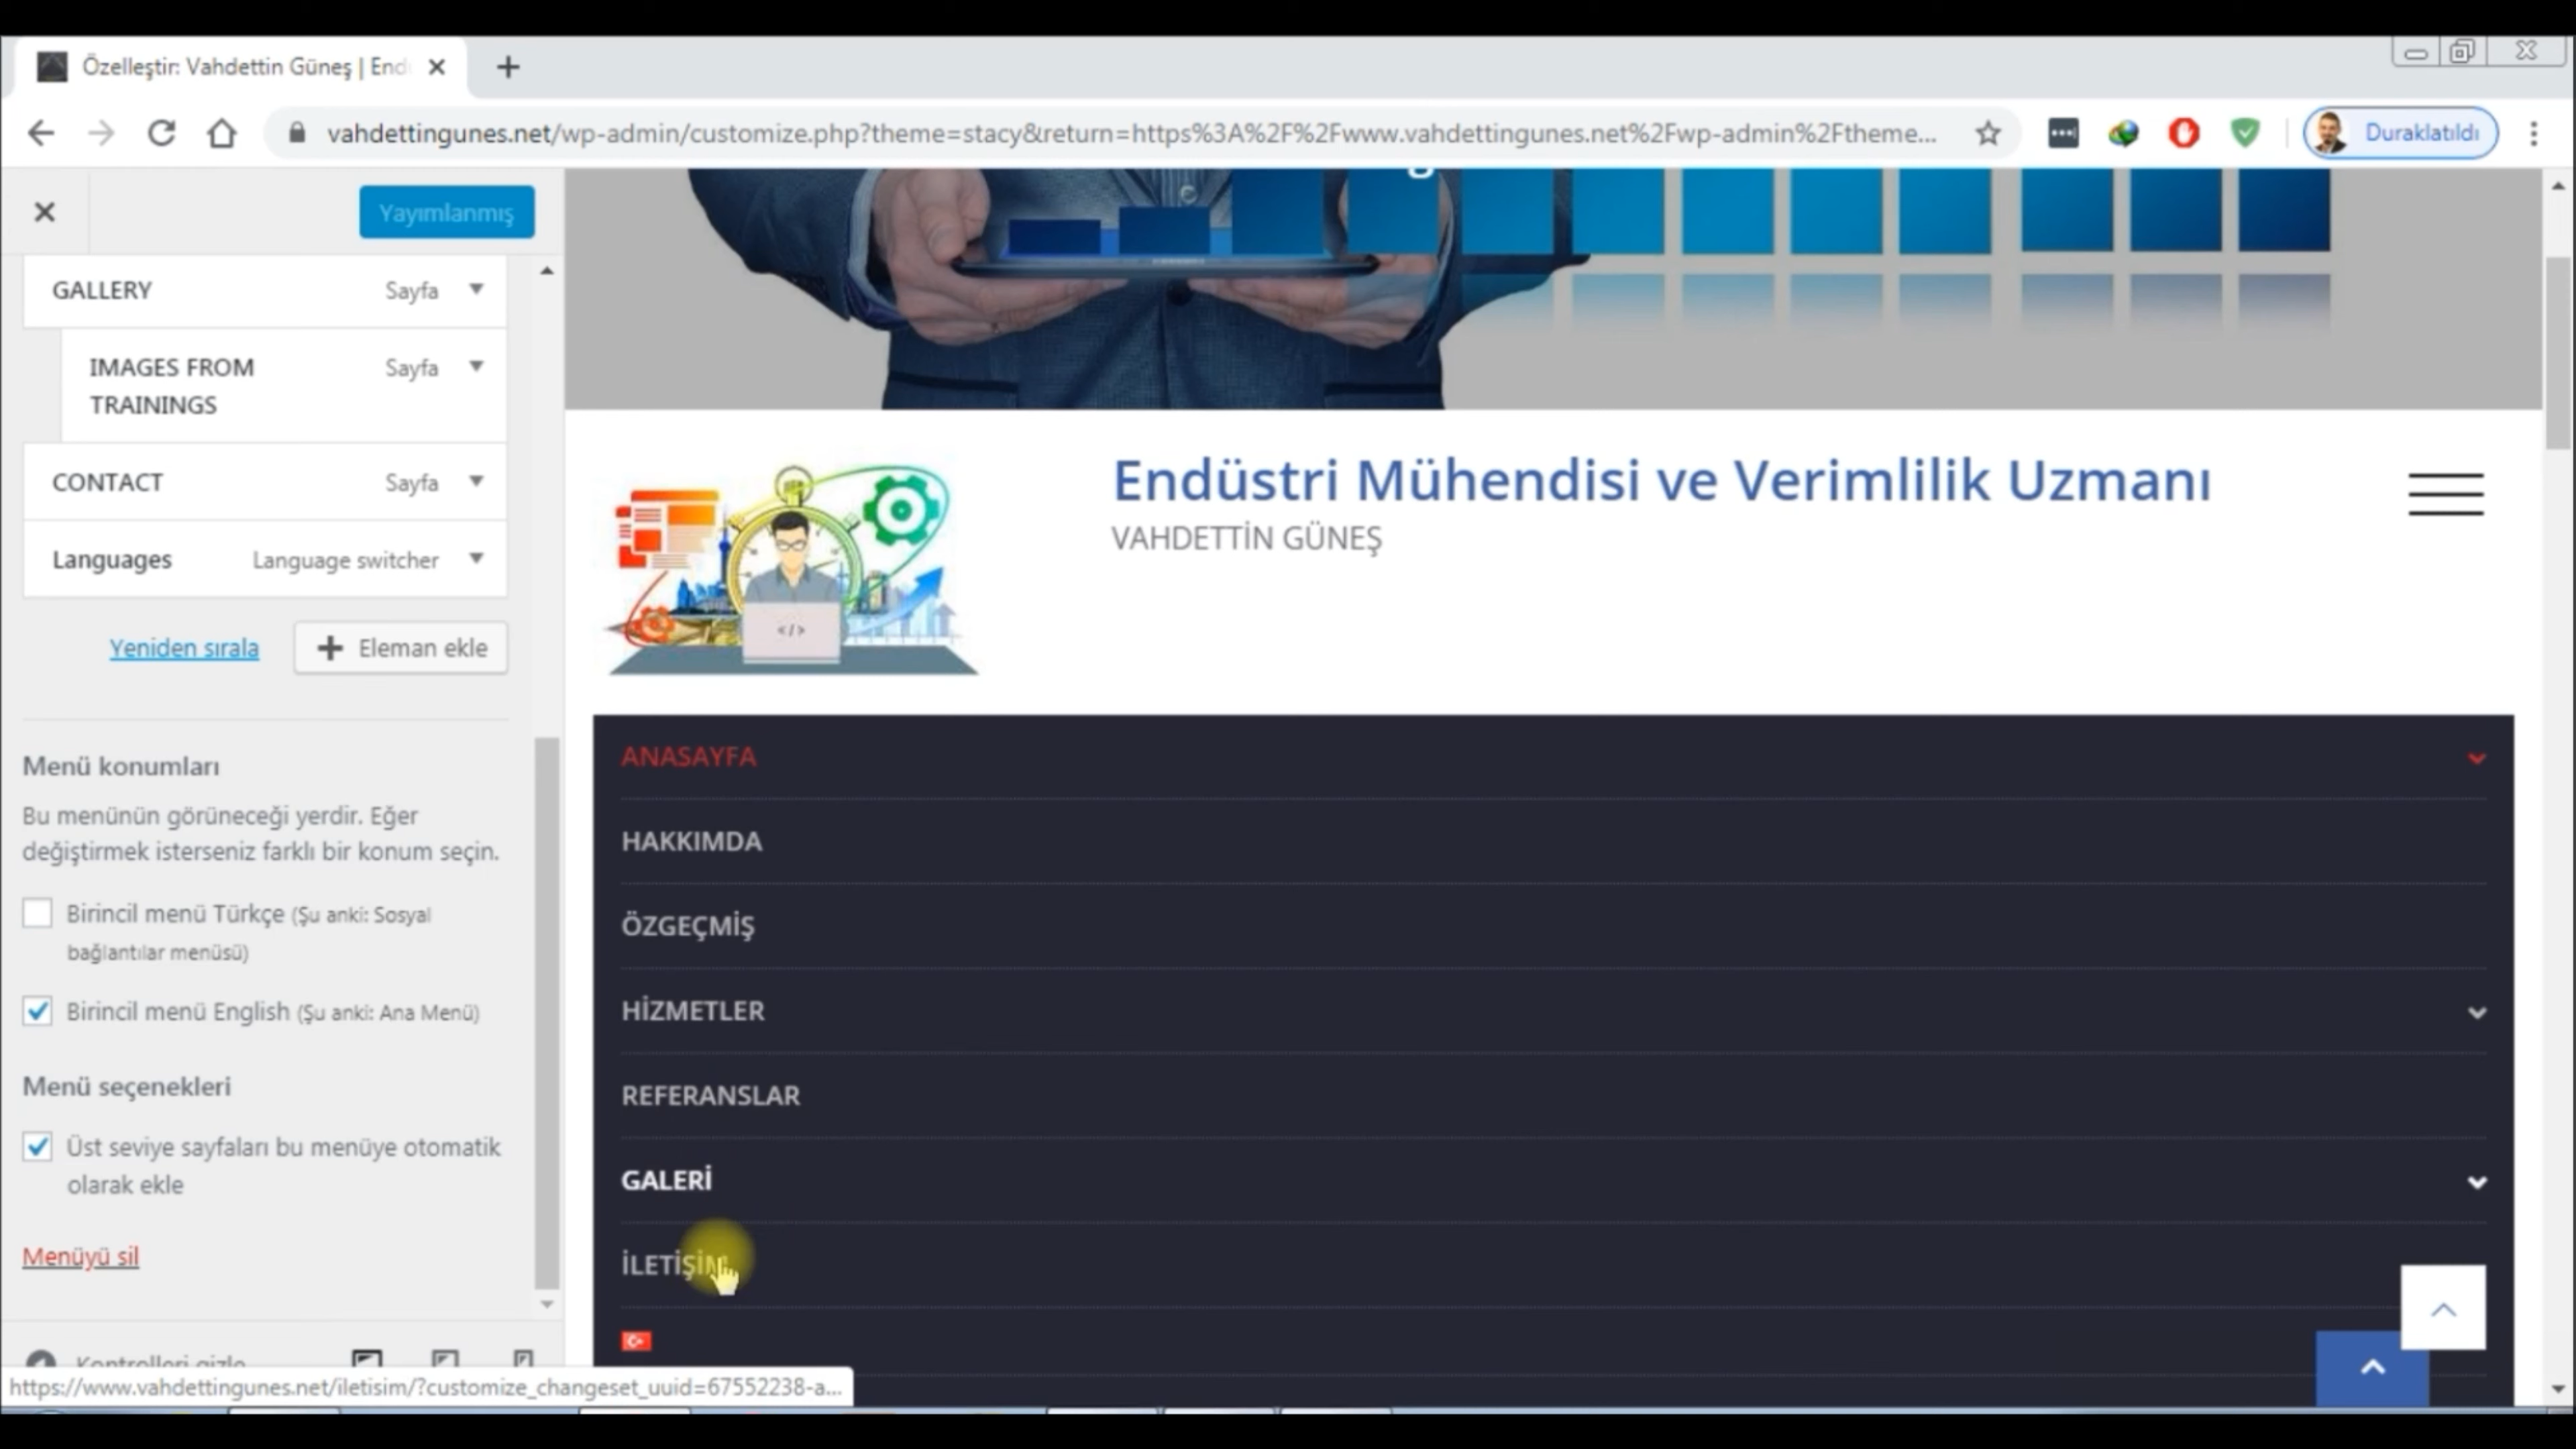 Özelleştir: Vahdettin Güneş | End
vahdettingunes.net/wp-admin/customize.php?theme=stacy&return=https%3A%2F%2Fwww.vahdettingunes.net%2Fwp-admin%2Ftheme...
Duraklatıldı
Yayımlanmış
GALLERY Sayfa
IMAGES FROM Sayfa
TRAININGS
CONTACT Sayfa
Languages Language switcher
Yeniden sırala + Eleman ekle
Menü konumları
Bu menünün görüneceği yerdir. Eğer
değiştirmek isterseniz farklı bir konum seçin.
Birincil menü Türkçe (Şu anki: Sosyal
bağlantılar menüsü)
Birincil menü English (Şu anki: Ana Menü)
Menü seçenekleri
Üst seviye sayfaları bu menüye otomatik
olarak ekle
Menüyü sil
Kontrolleri gizle
https://www.vahdettingunes.net/iletisim/?customize_changeset_uuid=67552238-a...
Endüstri Mühendisi ve Verimlilik Uzmanı
VAHDETTİN GÜNEŞ
</>
ANASAYFA
HAKKIMDA
ÖZGEÇMİŞ
HİZMETLER
REFERANSLAR
GALERİ
İLETİŞİM